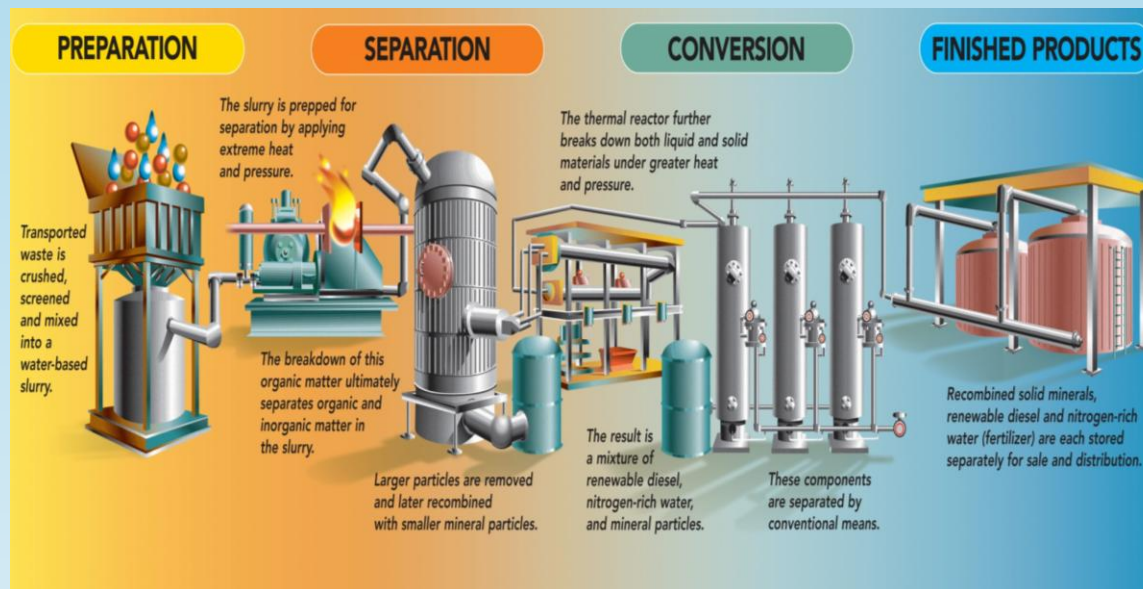 PREPARATION
SEPARATION
CONVERSION
FINISHED PRODUCTS
Transported
waste is
crushed,
screened
and mixed
into a
water-based
slurry.
The slurry is prepped for
separation by applying
extreme heat
and pressure.
The breakdown of this
organic matter ultimately
separates organic and
inorganic matter in
the slurry.
Larger particles are removed
and later recombined
with smaller mineral particles.
The thermal reactor further
breaks down both liquid and solid
materials under greater heat
and pressure.
The result is
a mixture of
renewable diesel,
nitrogen-rich water,
and mineral particles.
These components
are separated by
conventional means.
Recombined solid minerals,
renewable diesel and nitrogen-rich
water (fertilizer) are each stored
separately for sale and distribution.